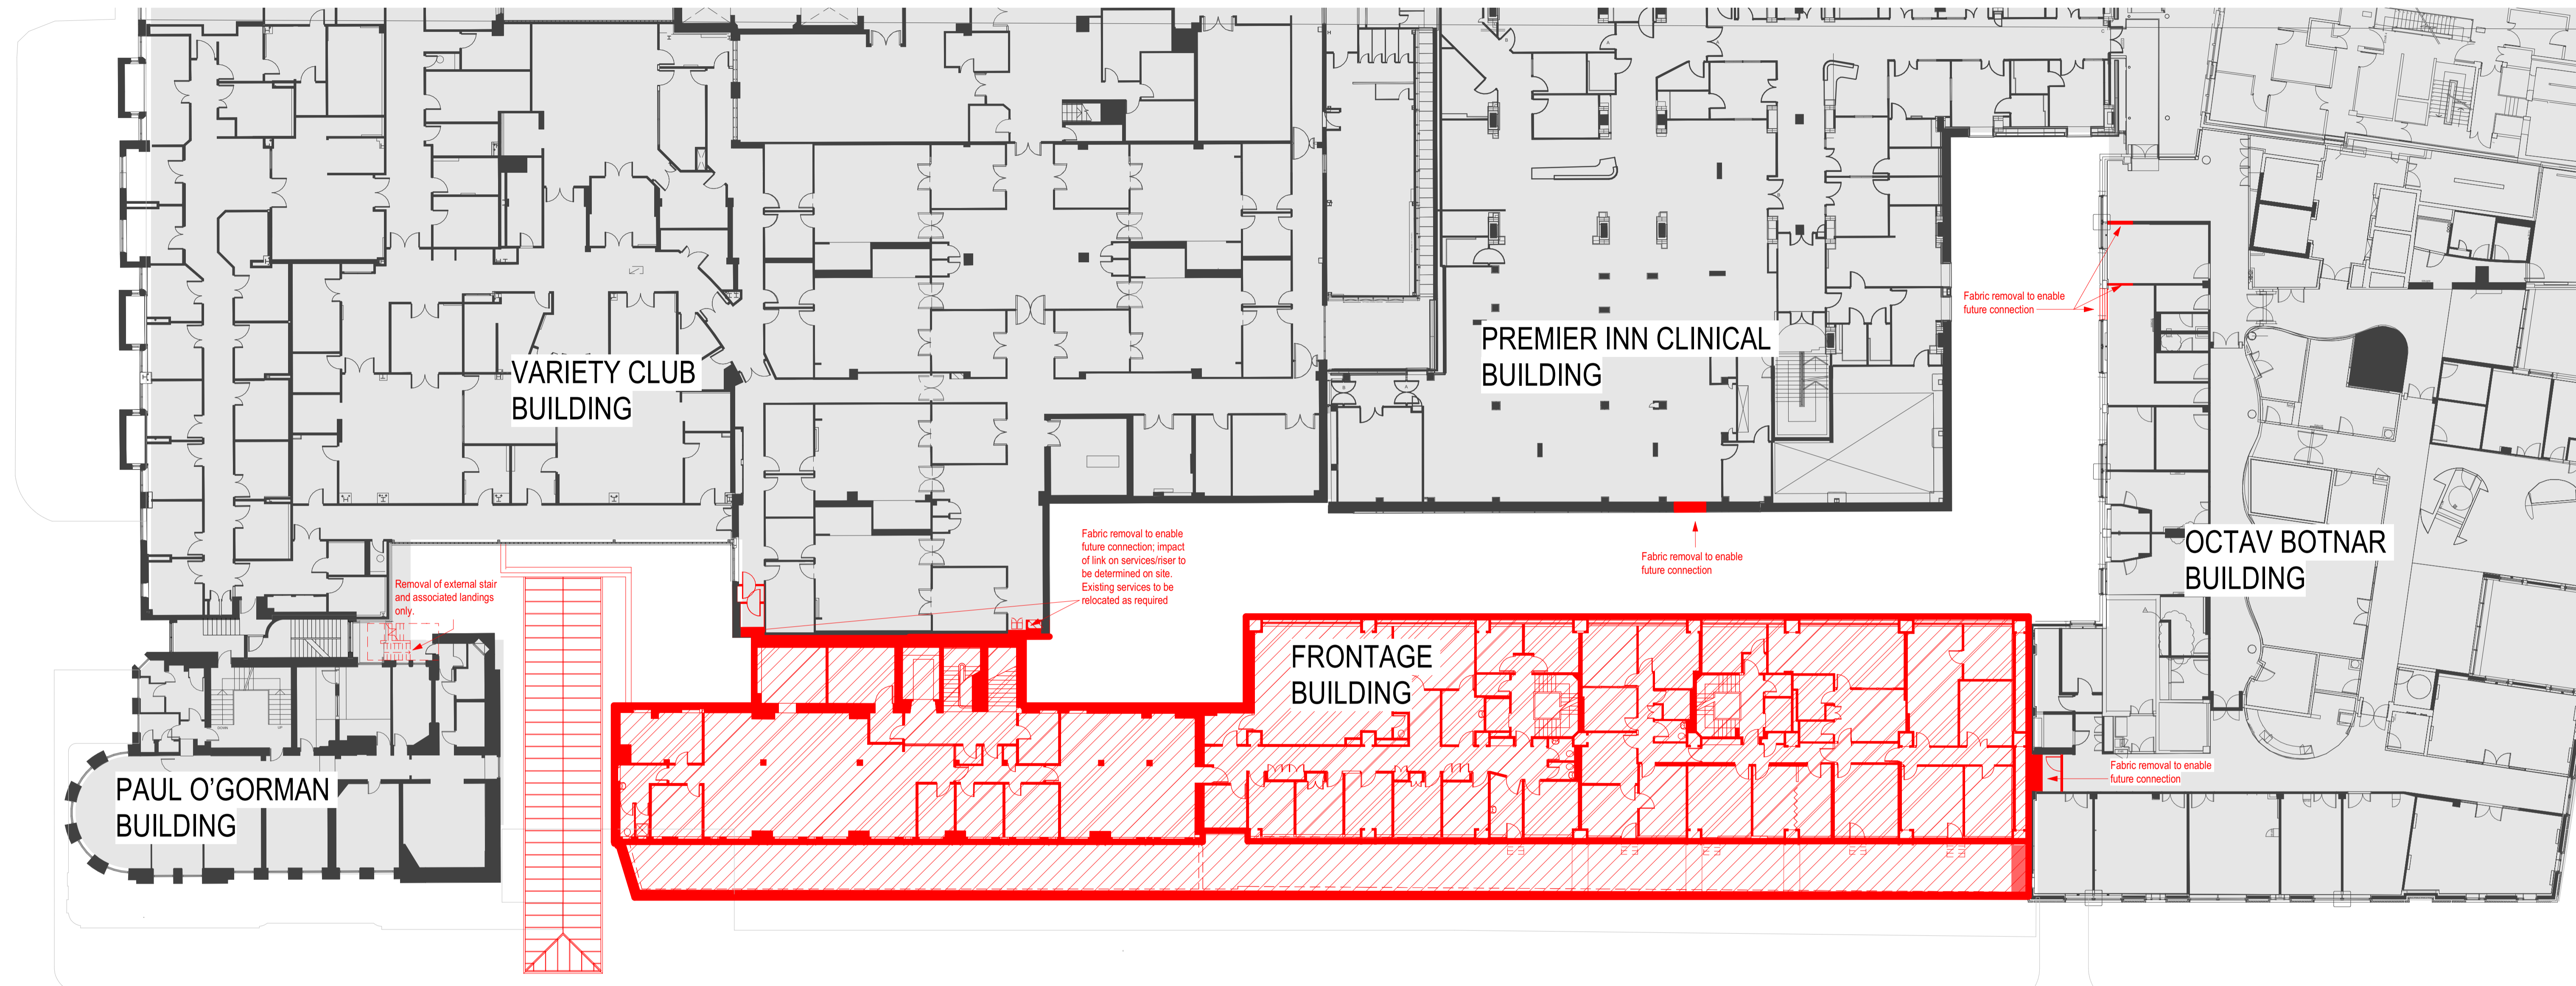 VARIETY CLUB
BUILDING
PREMIER INN CLINICAL
BUILDING
Fabric removal to enable
future connection
Fabric removal to enable
future connection; impact
of link on services/riser to
be determined on site.
Existing services to be
relocated as required
Fabric removal to enable
future connection
OCTAV BOTNAR
BUILDING
Removal of external stair
and associated landings
only.
FRONTAGE
BUILDING
PAUL O'GORMAN
BUILDING
DOWN
UP
Fabric removal to enable
future connection